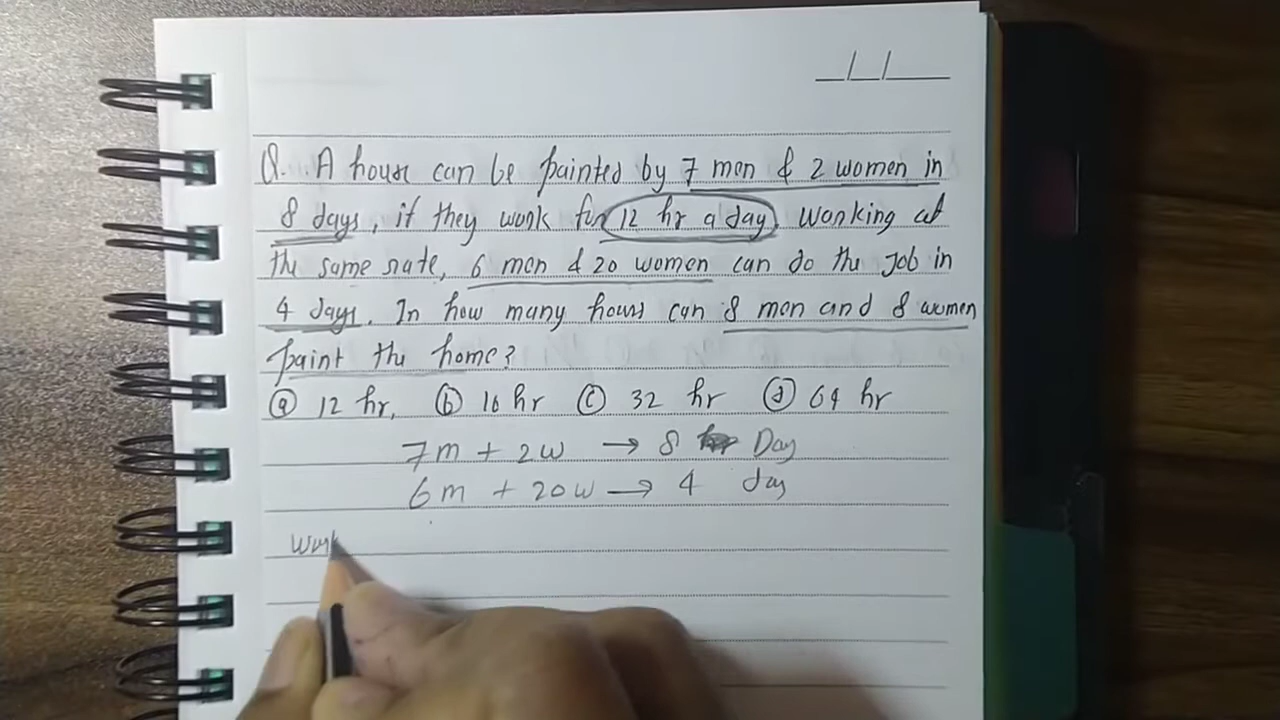 Q. A house can be painted by 7 men & 2 women in
8 days, if they work for 12 hr a day. Working at
the same rate, 6 men & 20 women can do the job in
4 days. In how many hours can 8 men and 8 women
paint the home?
ⓐ 12 hr, ⓑ 16 hr ⓒ 32 hr ⓓ 64 hr
7m + 2w → 8 Day
6m + 20w → 4 day
Work